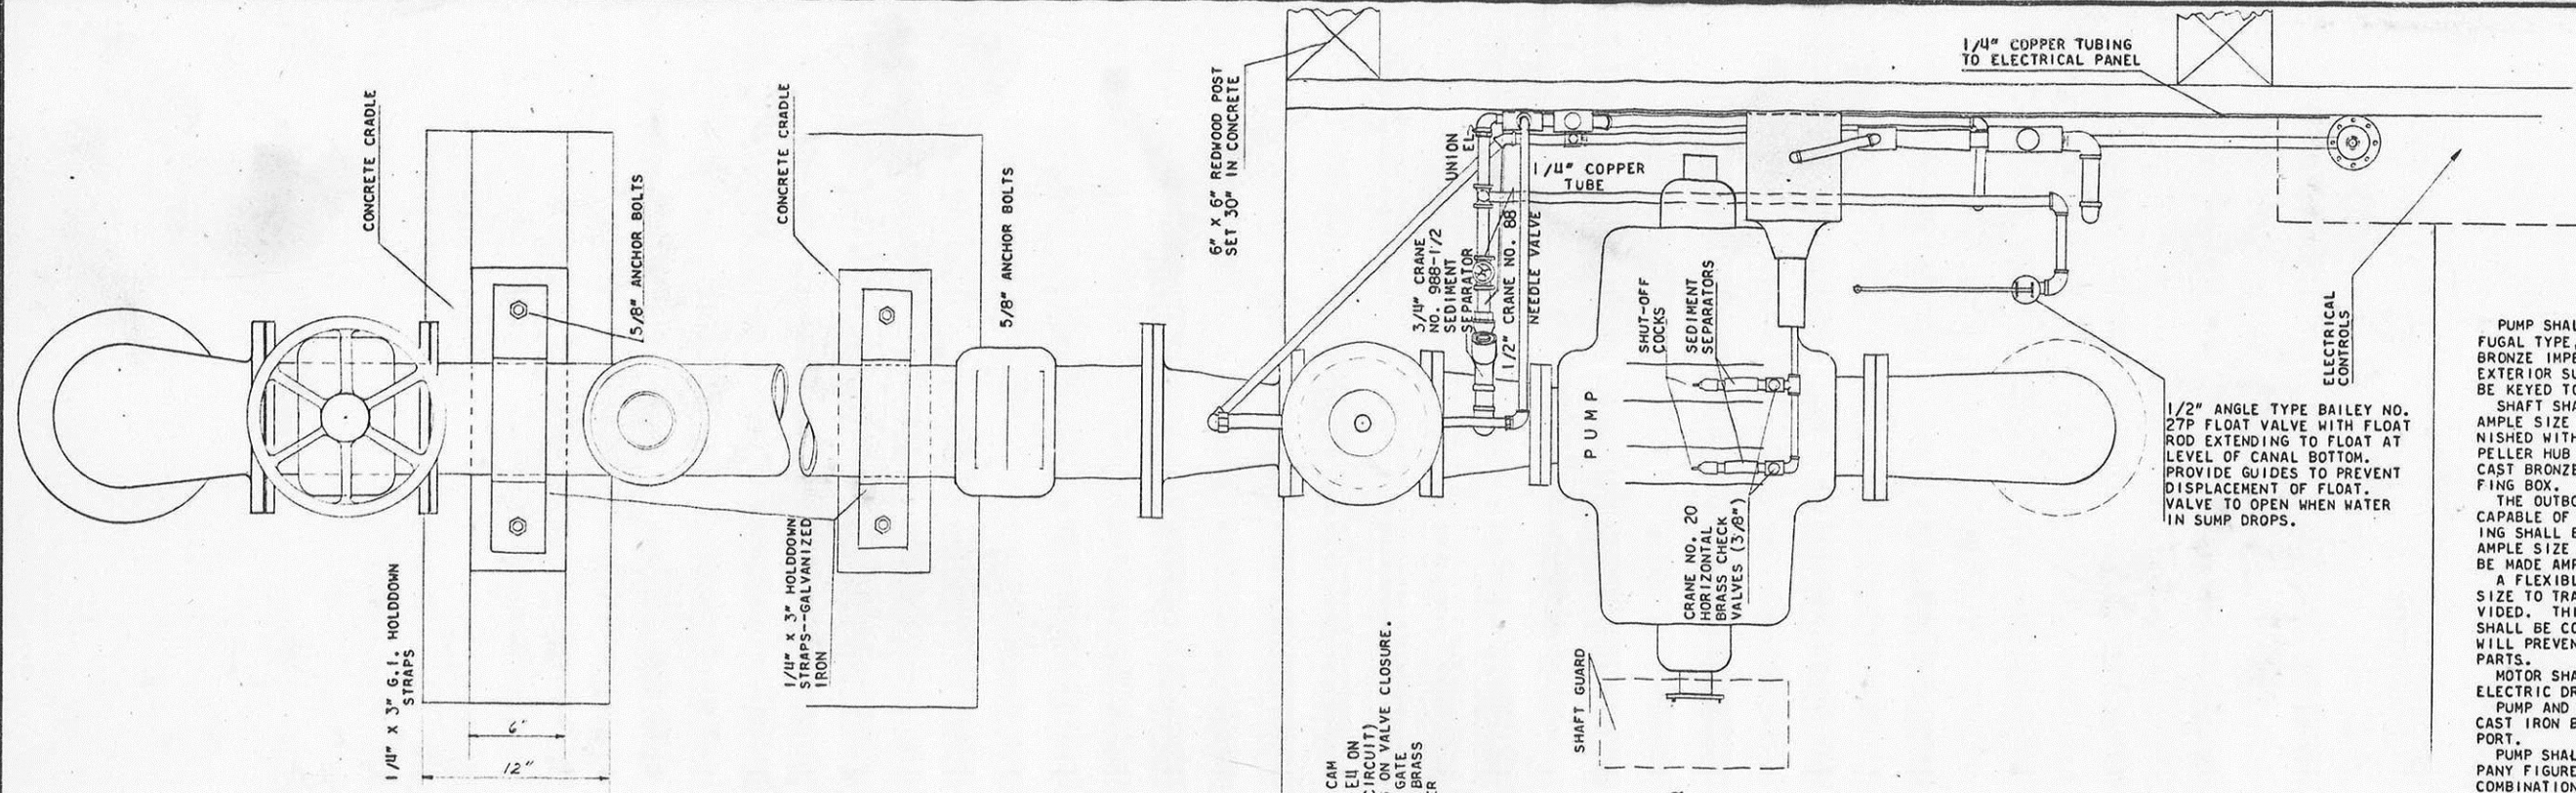 CONCRETE CRADLE
5/8" ANCHOR BOLTS
1/4" X 3" G.I. HOLDDOWN
STRAPS
6"
12"
CONCRETE CRADLE
5/8" ANCHOR BOLTS
1/4" X 3" HOLDDOWN
STRAPS--GALVANIZED
IRON
6" X 6" REDWOOD POST
SET 30" IN CONCRETE
UNION
EL
1/4" COPPER
TUBE
3/4" CRANE
NO. 988-1/2
SEDIMENT
SEPARATOR
1/2" CRANE NO. 88
NEEDLE VALVE
PUMP
SHUT-OFF
COCKS
SEDIMENT
SEPARATORS
CRANE NO. 20
HORIZONTAL
BRASS CHECK
VALVES (3/8")
SHAFT GUARD
CAM
ON
CIRCUIT)
ON VALVE CLOSURE.
GATE
BRASS
ER
1/4" COPPER TUBING
TO ELECTRICAL PANEL
ELECTRICAL
CONTROLS
1/2" ANGLE TYPE BAILEY NO.
27P FLOAT VALVE WITH FLOAT
ROD EXTENDING TO FLOAT AT
LEVEL OF CANAL BOTTOM.
PROVIDE GUIDES TO PREVENT
DISPLACEMENT OF FLOAT.
VALVE TO OPEN WHEN WATER
IN SUMP DROPS.
PUMP SHAL
FUGAL TYPE,
BRONZE IMPE
EXTERIOR SU
BE KEYED TO
SHAFT SHA
AMPLE SIZE
NISHED WITH
PELLER HUB
CAST BRONZE
FING BOX.
THE OUTBO
CAPABLE OF
ING SHALL B
AMPLE SIZE
BE MADE AMP
A FLEXIBL
SIZE TO TRA
VIDED. THI
SHALL BE CO
WILL PREVEN
PARTS.
MOTOR SHA
ELECTRIC DR
PUMP AND
CAST IRON B
PORT.
PUMP SHAL
PANY FIGURE
COMBINATION